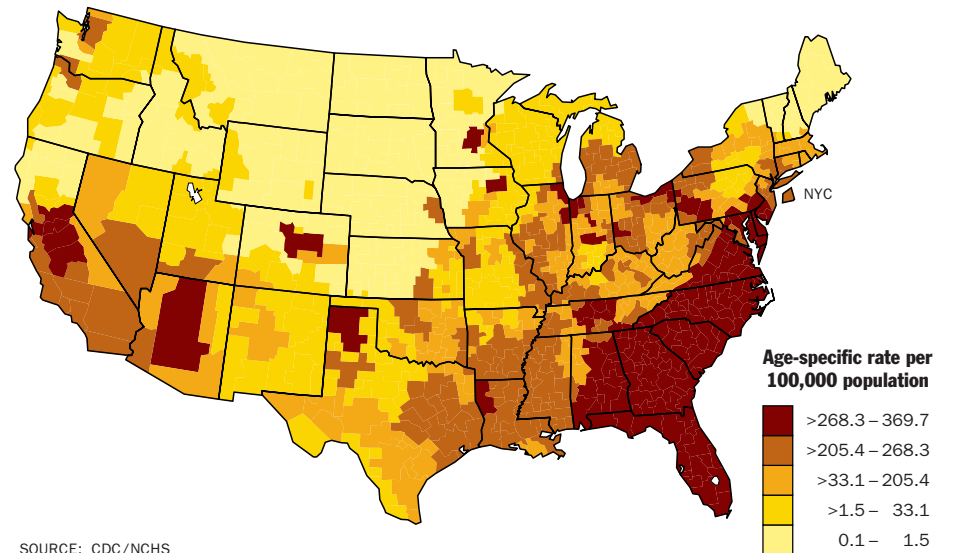 NYC
Age-specific rate per
100,000 population
>268.3 – 369.7
>205.4 – 268.3
>33.1 – 205.4
>1.5 – 33.1
0.1 – 1.5
SOURCE: CDC/NCHS